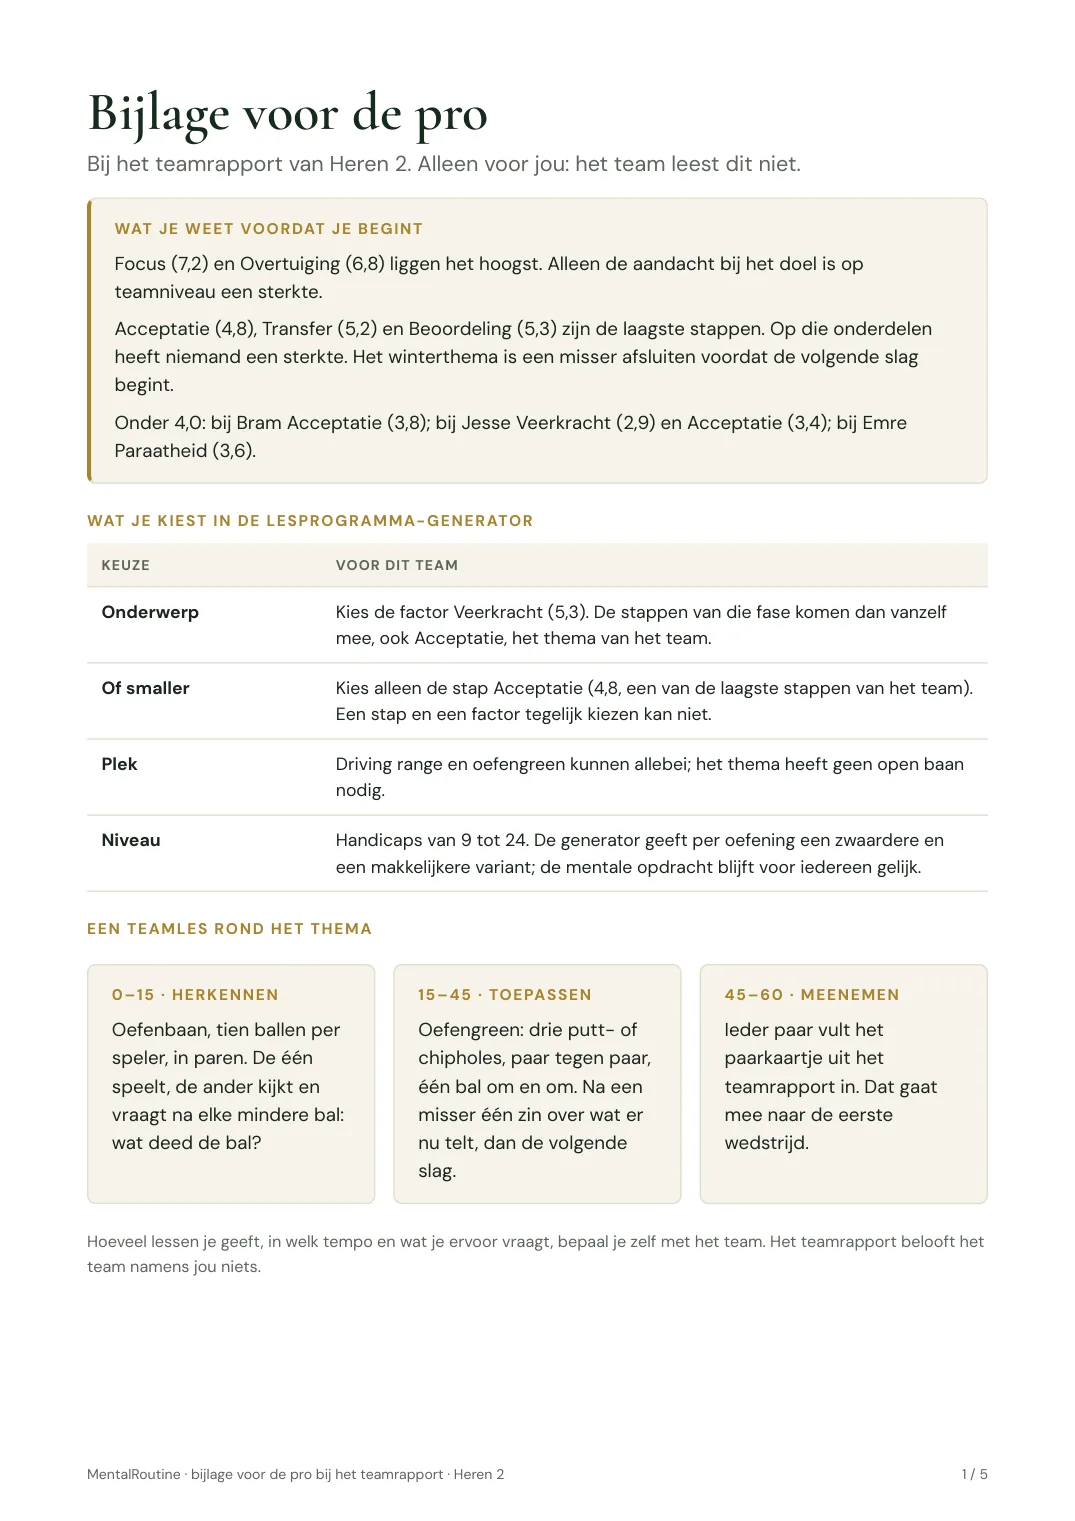 Bijlage voor de pro
Bij het teamrapport van Heren 2. Alleen voor jou: het team leest dit niet.
WAT JE WEET VOORDAT JE BEGINT
Focus (7,2) en Overtuiging (6,8) liggen het hoogst. Alleen de aandacht bij het doel is op
teamniveau een sterkte.
Acceptatie (4,8), Transfer (5,2) en Beoordeling (5,3) zijn de laagste stappen. Op die onderdelen
heeft niemand een sterkte. Het winterthema is een misser afsluiten voordat de volgende slag
begint.
Onder 4,0: bij Bram Acceptatie (3,8); bij Jesse Veerkracht (2,9) en Acceptatie (3,4); bij Emre
Paraatheid (3,6).
WAT JE KIEST IN DE LESPROGRAMMA-GENERATOR
KEUZE VOOR DIT TEAM
Onderwerp Kies de factor Veerkracht (5,3). De stappen van die fase komen dan vanzelf
mee, ook Acceptatie, het thema van het team.
Of smaller Kies alleen de stap Acceptatie (4,8, een van de laagste stappen van het team).
Een stap en een factor tegelijk kiezen kan niet.
Plek Driving range en oefengreen kunnen allebei; het thema heeft geen open baan
nodig.
Niveau Handicaps van 9 tot 24. De generator geeft per oefening een zwaardere en
een makkelijkere variant; de mentale opdracht blijft voor iedereen gelijk.
EEN TEAMLES ROND HET THEMA
0–15 · HERKENNEN
Oefenbaan, tien ballen per
speler, in paren. De één
speelt, de ander kijkt en
vraagt na elke mindere bal:
wat deed de bal?
15–45 · TOEPASSEN
Oefengreen: drie putt- of
chipholes, paar tegen paar,
één bal om en om. Na een
misser één zin over wat er
nu telt, dan de volgende
slag.
45–60 · MEENEMEN
Ieder paar vult het
paarkaartje uit het
teamrapport in. Dat gaat
mee naar de eerste
wedstrijd.
Hoeveel lessen je geeft, in welk tempo en wat je ervoor vraagt, bepaal je zelf met het team. Het teamrapport belooft het
team namens jou niets.
MentalRoutine · bijlage voor de pro bij het teamrapport · Heren 2 1 / 5